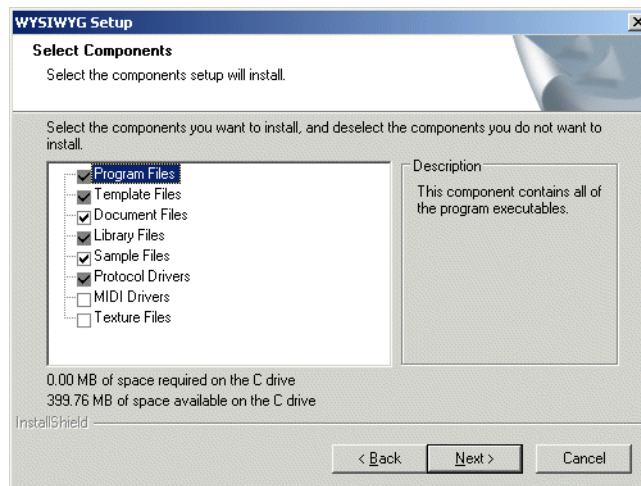 WYSIWYG Setup
Select Components
Select the components setup will install.
Select the components you want to install, and deselect the components you do not want to
install.
Program Files
Template Files
Document Files
Library Files
Sample Files
Protocol Drivers
MIDI Drivers
Texture Files
Description
This component contains all of
the program executables.
0.00 MB of space required on the C drive
399.76 MB of space available on the C drive
InstallShield
< Back
Next >
Cancel